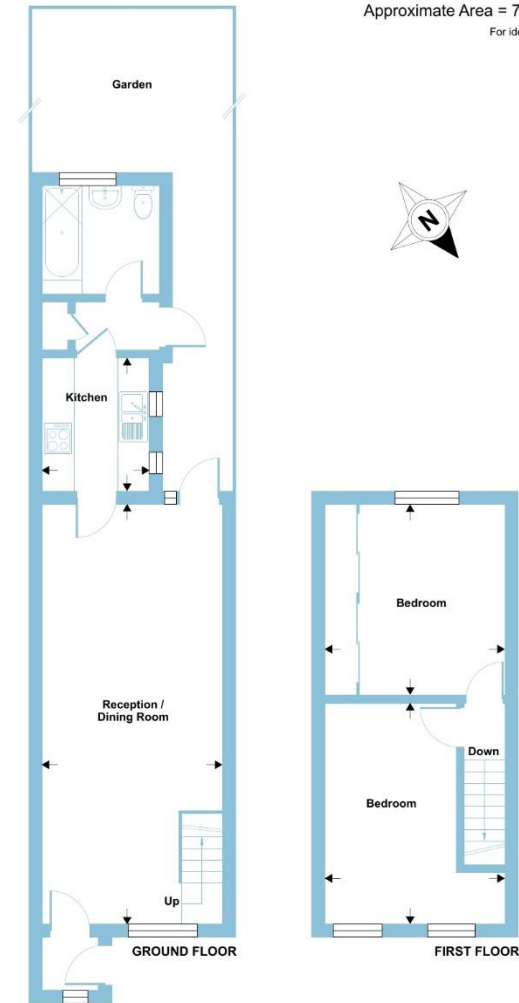 Approximate Area = 7
For ide
Garden
N
Kitchen
Reception /
Dining Room
Up
GROUND FLOOR
Bedroom
Down
Bedroom
FIRST FLOOR